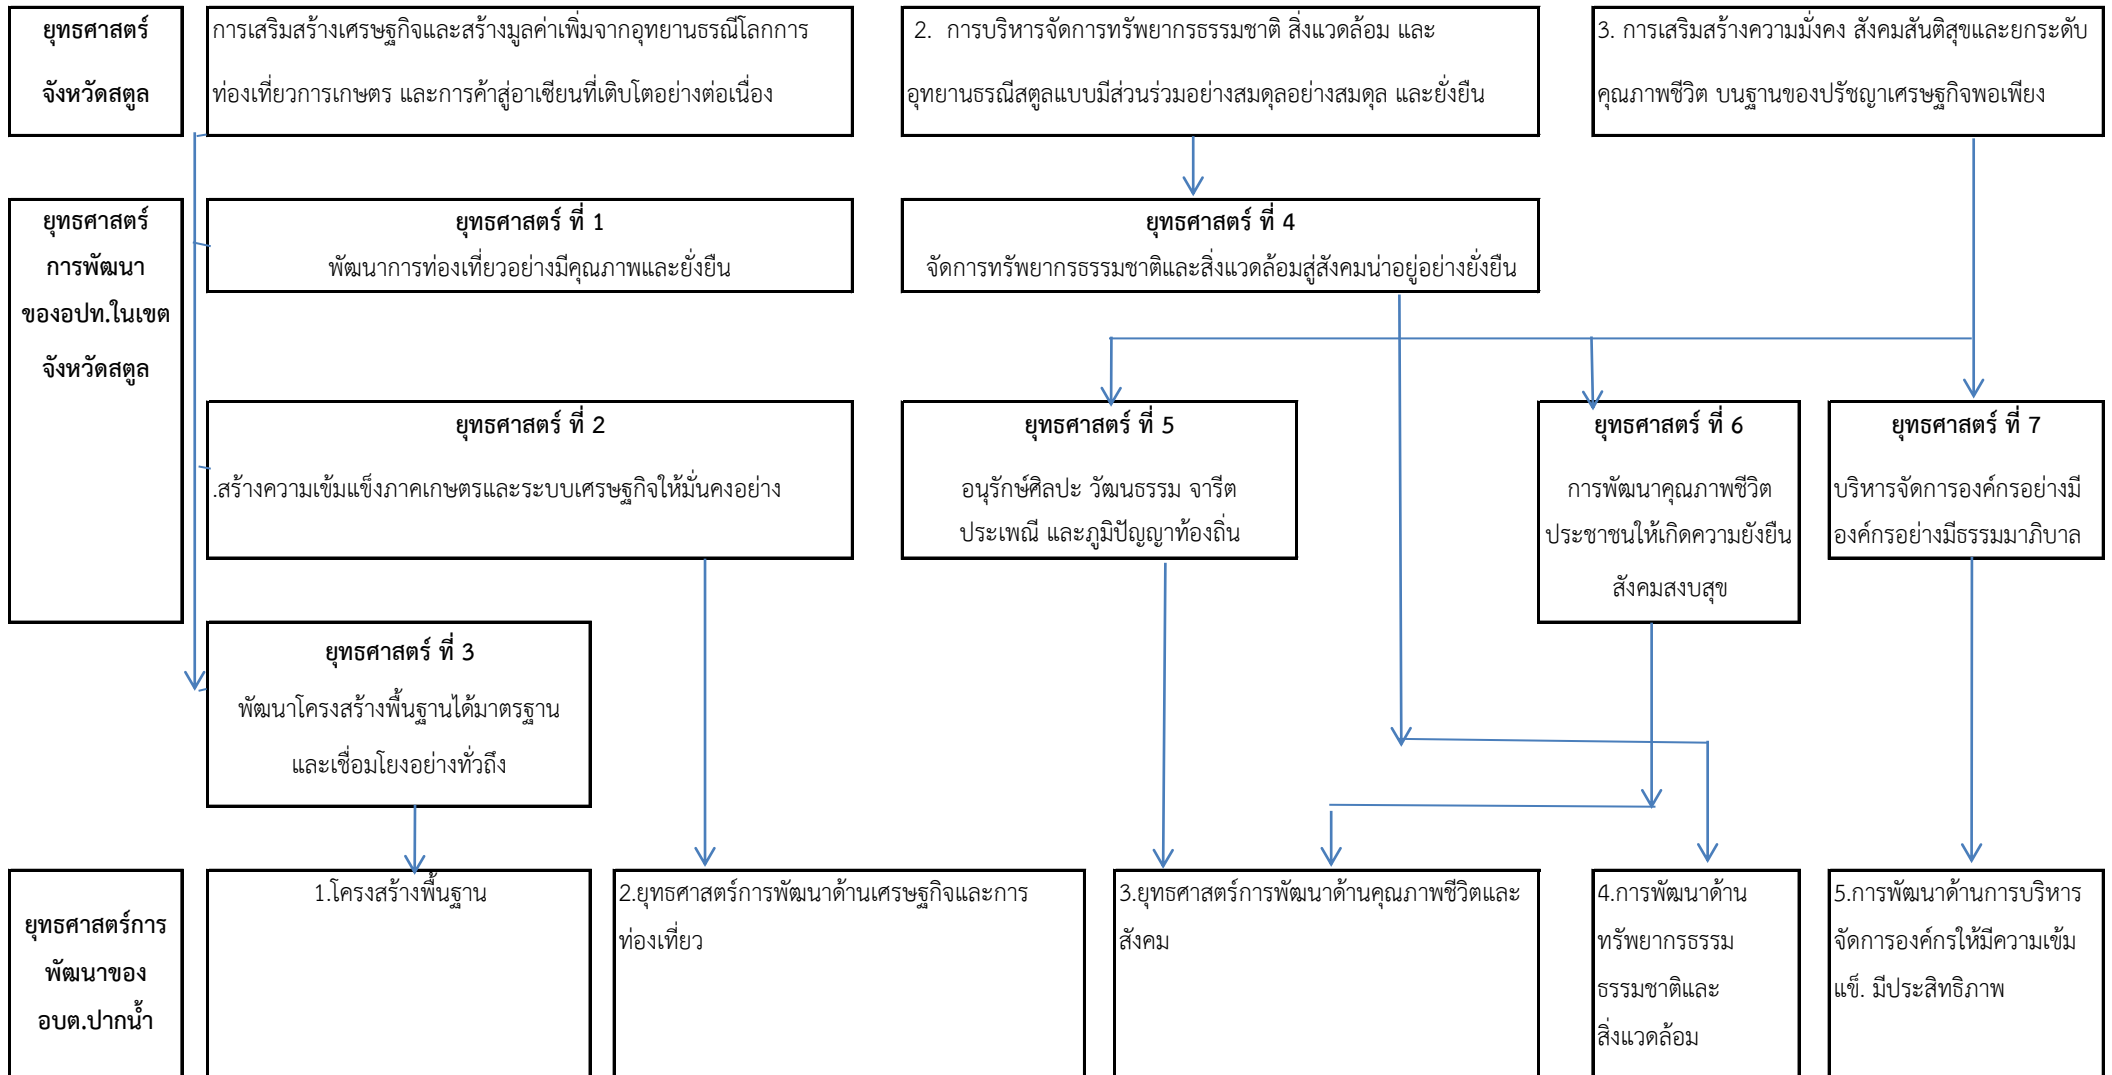 ยุทธศาสตร์
จังหวัดสตูล
การเสริมสร้างเศรษฐกิจและสร้างมูลค่าเพิ่มจากอุทยานธรณีโลกการ
ท่องเที่ยวการเกษตร และการค้าสู่อาเซียนที่เติบโตอย่างต่อเนื่อง
2. การบริหารจัดการทรัพยากรธรรมชาติ สิ่งแวดล้อม และ
อุทยานธรณีสตูลแบบมีส่วนร่วมอย่างสมดุลอย่างสมดุล และยั่งยืน
3. การเสริมสร้างความมั่งคง สังคมสันติสุขและยกระดับ
คุณภาพชีวิต บนฐานของปรัชญาเศรษฐกิจพอเพียง
ยุทธศาสตร์
การพัฒนา
ของอปท.ในเขต
จังหวัดสตูล
ยุทธศาสตร์ ที่ 1
พัฒนาการท่องเที่ยวอย่างมีคุณภาพและยั่งยืน
ยุทธศาสตร์ ที่ 4
จัดการทรัพยากรธรรมชาติและสิ่งแวดล้อมสู่สังคมน่าอยู่อย่างยั่งยืน
ยุทธศาสตร์ ที่ 2
.สร้างความเข้มแข็งภาคเกษตรและระบบเศรษฐกิจให้มั่นคงอย่าง
ยุทธศาสตร์ ที่ 5
อนุรักษ์ศิลปะ วัฒนธรรม จารีต
ประเพณี และภูมิปัญญาท้องถิ่น
ยุทธศาสตร์ ที่ 6
การพัฒนาคุณภาพชีวิต
ประชาชนให้เกิดความยังยืน
สังคมสงบสุข
ยุทธศาสตร์ ที่ 7
บริหารจัดการองค์กรอย่างมี
องค์กรอย่างมีธรรมมาภิบาล
ยุทธศาสตร์ ที่ 3
พัฒนาโครงสร้างพื้นฐานได้มาตรฐาน
และเชื่อมโยงอย่างทั่วถึง
ยุทธศาสตร์การ
พัฒนาของ
อบต.ปากน้ำ
1.โครงสร้างพื้นฐาน
2.ยุทธศาสตร์การพัฒนาด้านเศรษฐกิจและการ
ท่องเที่ยว
3.ยุทธศาสตร์การพัฒนาด้านคุณภาพชีวิตและ
สังคม
4.การพัฒนาด้าน
ทรัพยากรธรรม
ธรรมชาติและ
สิ่งแวดล้อม
5.การพัฒนาด้านการบริหาร
จัดการองค์กรให้มีความเข้ม
แข็. มีประสิทธิภาพ